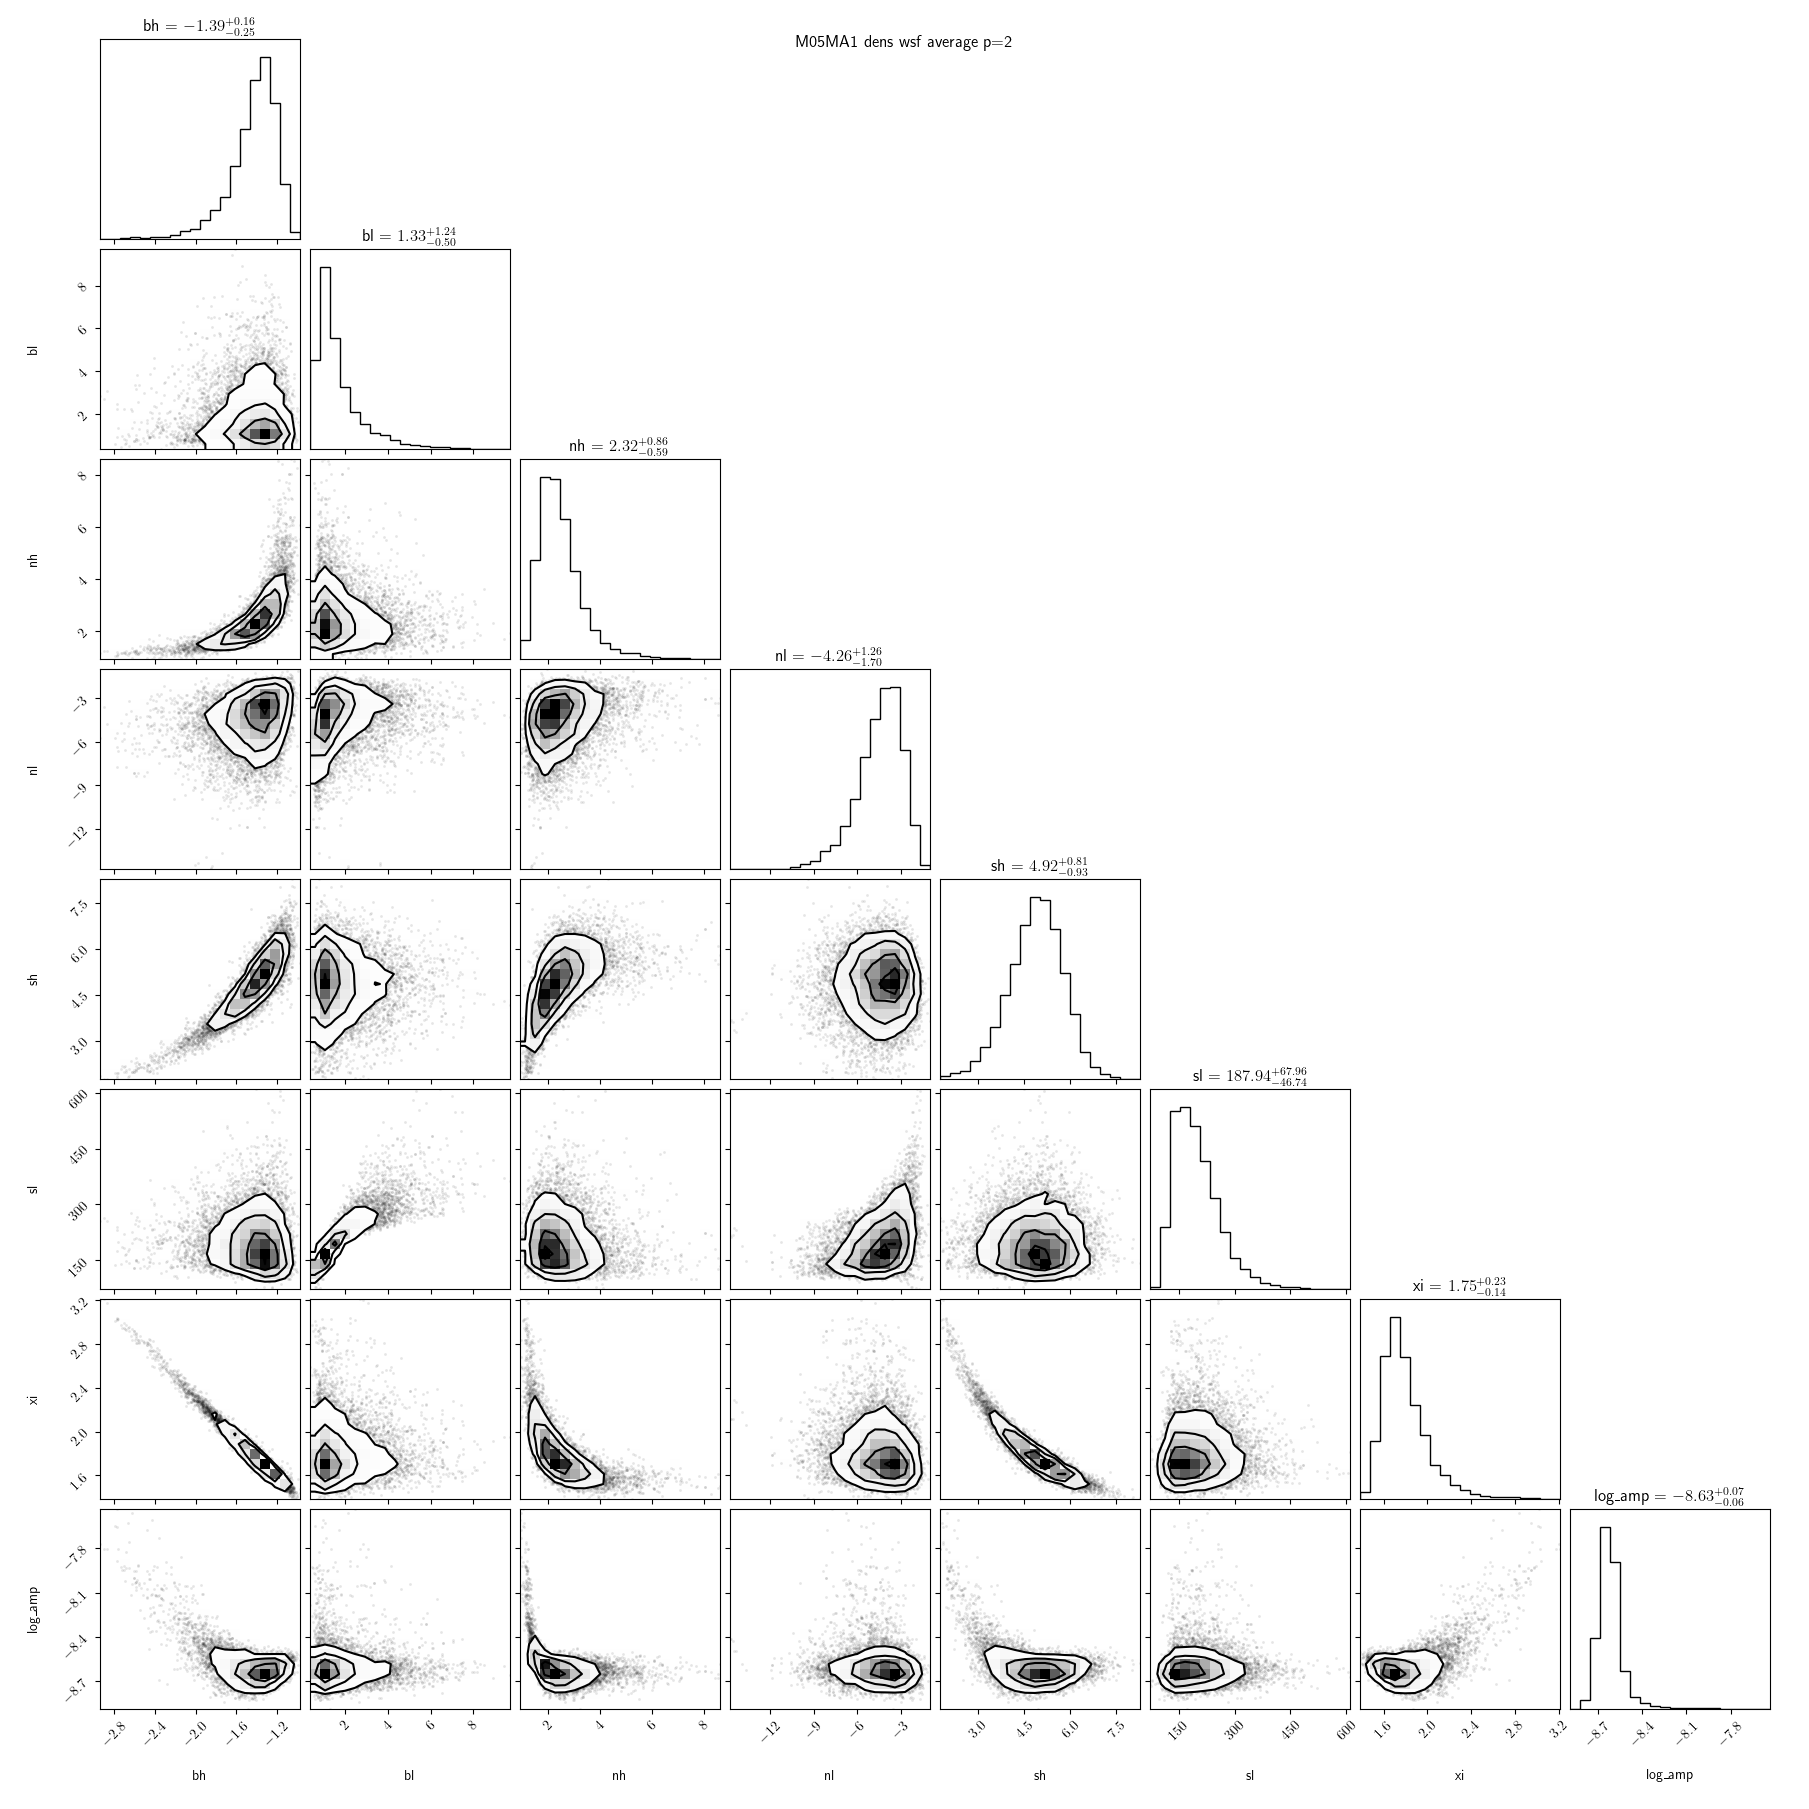 M05MA1 dens wsf average p=2
bh = −1.39+0.16 −0.25
bl = 1.33+1.24 −0.50
8
6
4
2
bl
nh = 2.32+0.86 −0.59
8
6
4
2
nh
nl = −4.26+1.26 −1.70
−3
−6
−9
−12
nl
sh = 4.92+0.81 −0.93
7.5
6.0
4.5
3.0
sh
sl = 187.94+67.96 −46.74
600
450
300
150
sl
xi = 1.75+0.23 −0.14
3.2
2.8
2.4
2.0
1.6
xi
log_amp = −8.63+0.07 −0.06
−7.8
−8.1
−8.4
−8.7
log_amp
−2.8 −2.4 −2.0 −1.6 −1.2 2 4 6 8 2 4 6 8 −12 −9 −6 −3 3.0 4.5 6.0 7.5 150 300 450 600 1.6 2.0 2.4 2.8 3.2 −8.7 −8.4 −8.1 −7.8
bh bl nh nl sh sl xi log_amp